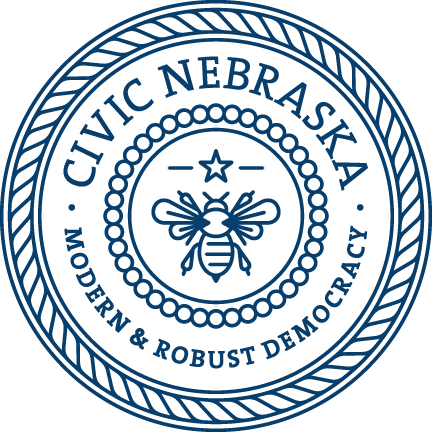 CIVIC NEBRASKA
MODERN & ROBUST DEMOCRACY